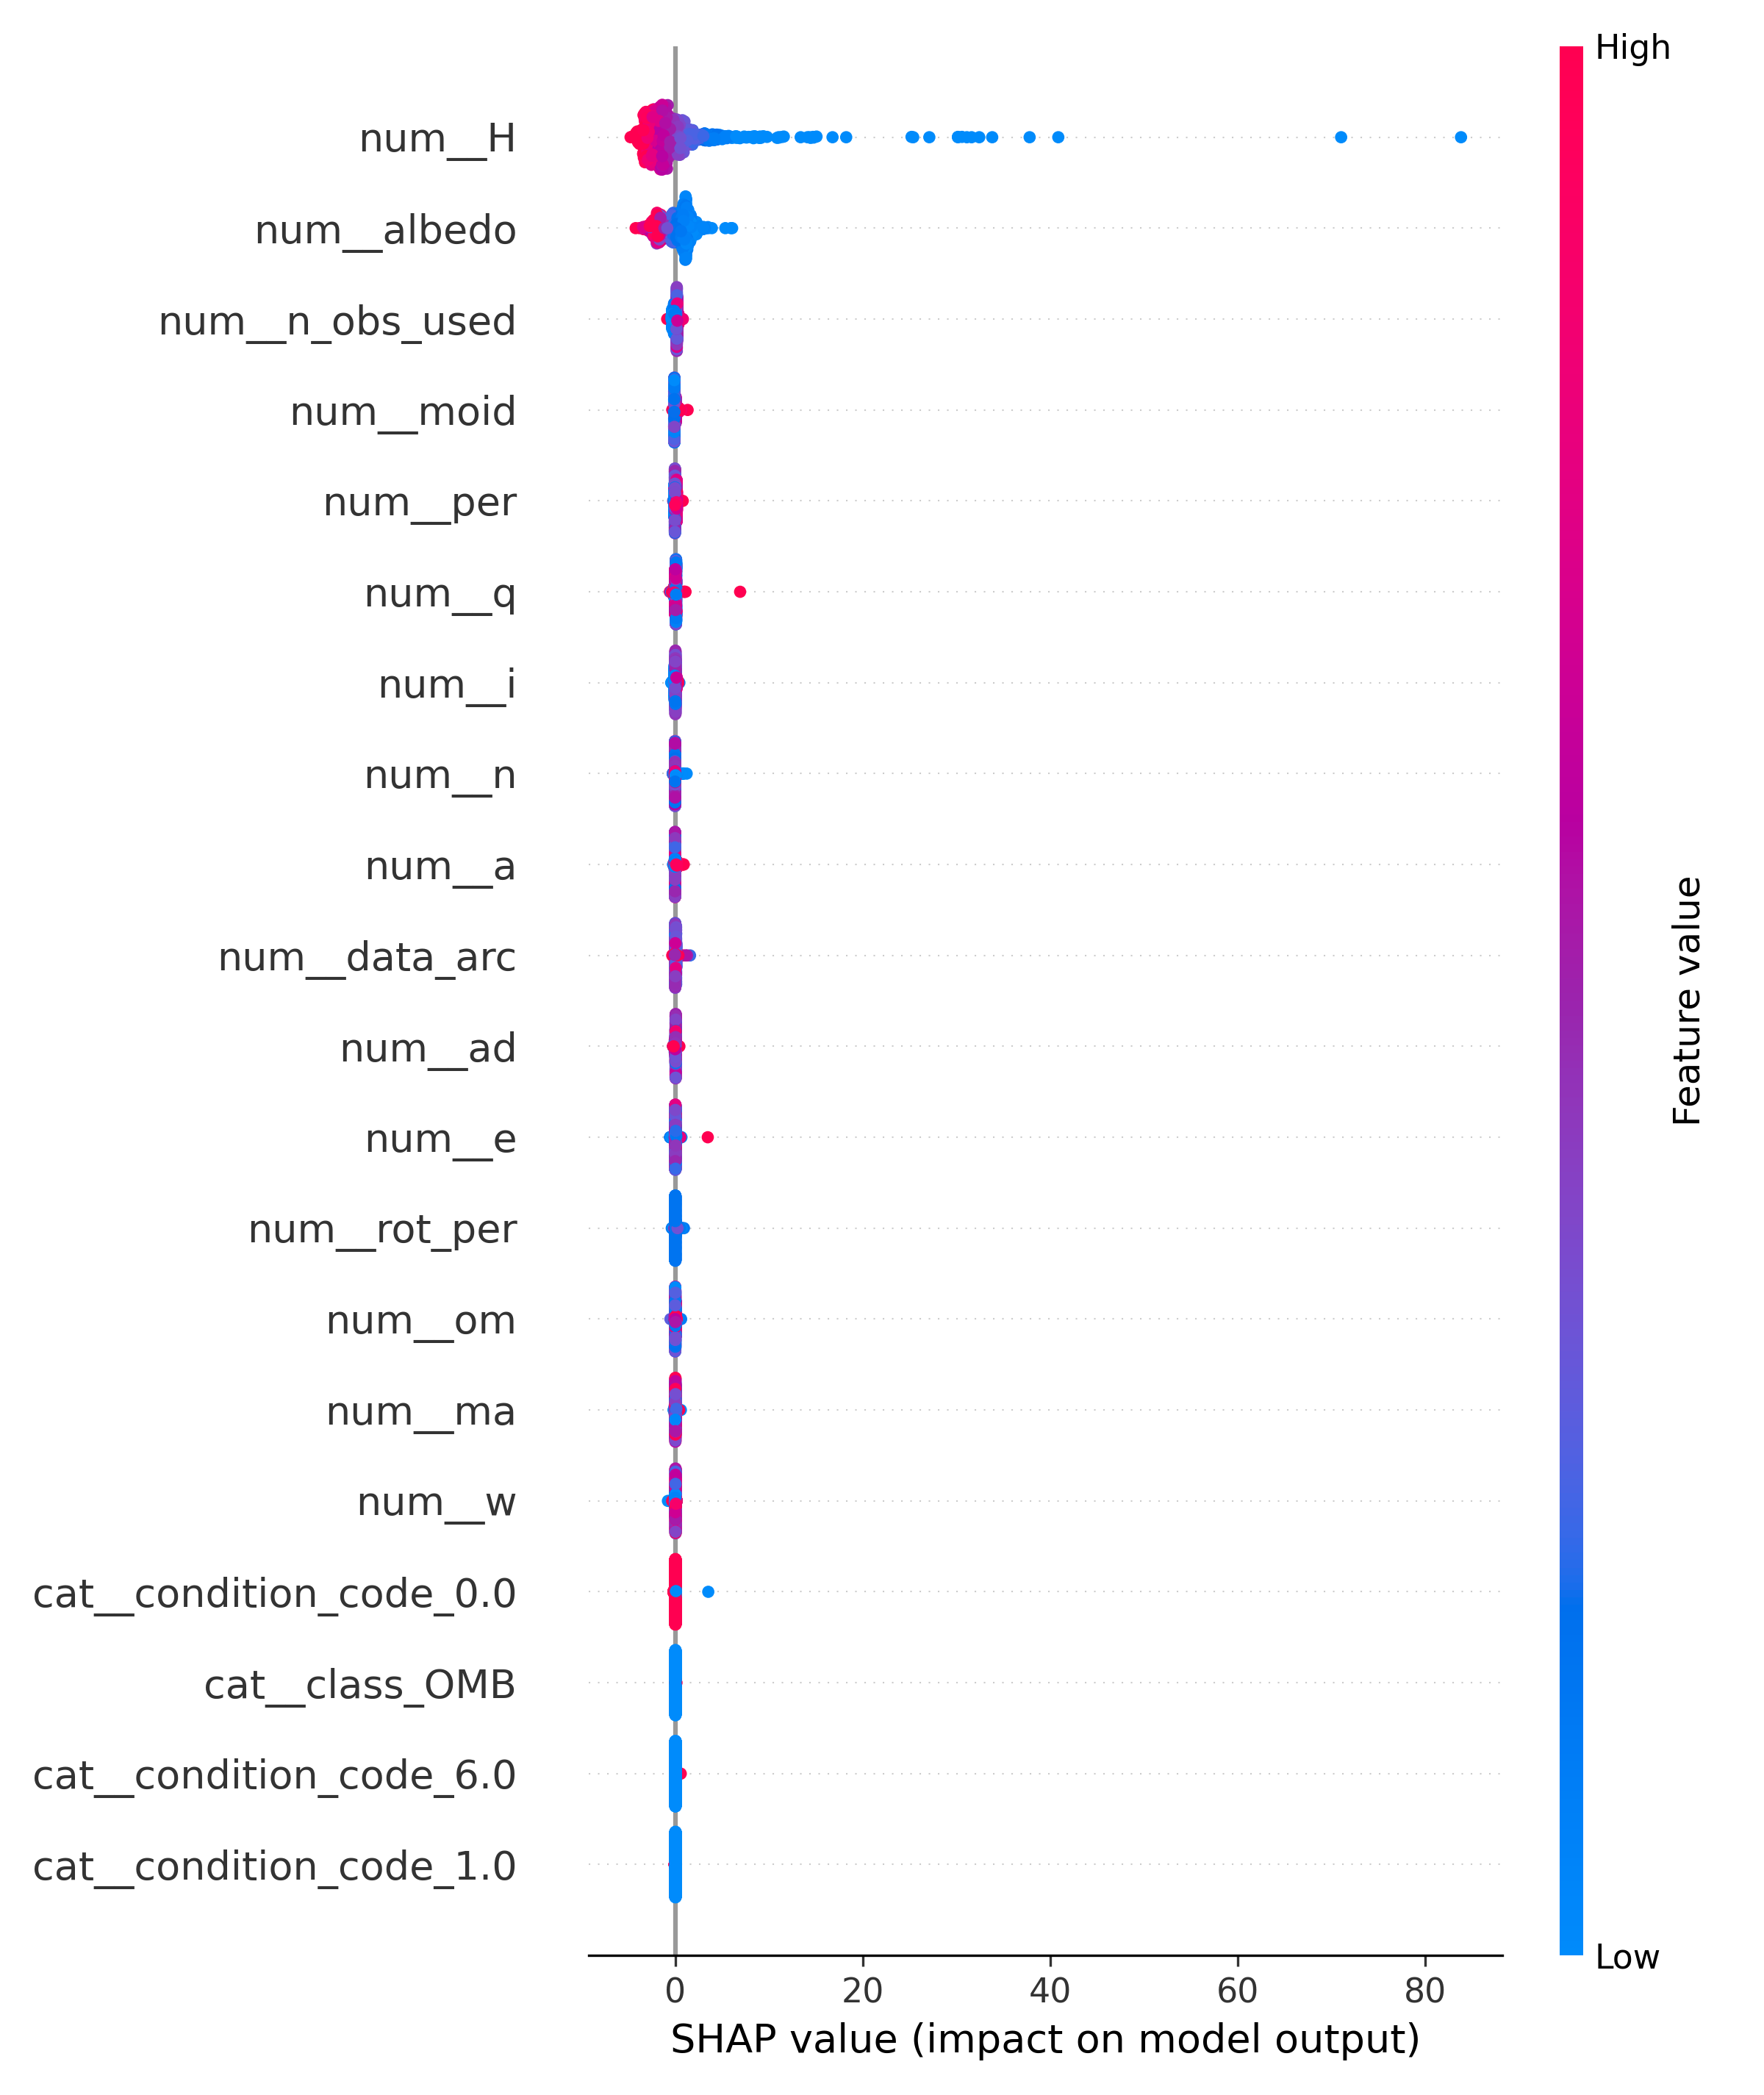 High
num__H
num__albedo
num__n_obs_used
num__moid
num__per
num__q
num__i
num__n
num__a
num__data_arc
num__ad
num__e
num__rot_per
num__om
num__ma
num__w
cat__condition_code_0.0
cat__class_OMB
cat__condition_code_6.0
cat__condition_code_1.0
Feature value
Low
0 20 40 60 80
SHAP value (impact on model output)